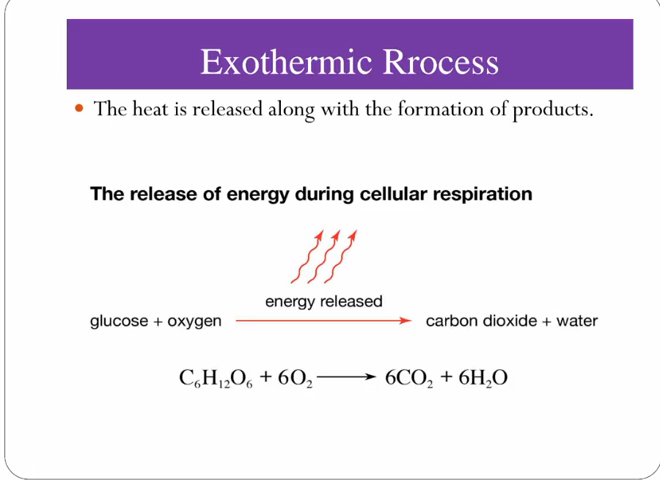 Exothermic Rrocess
• The heat is released along with the formation of products.
The release of energy during cellular respiration
energy released
glucose + oxygen → carbon dioxide + water
C₆H₁₂O₆ + 6O₂ → 6CO₂ + 6H₂O